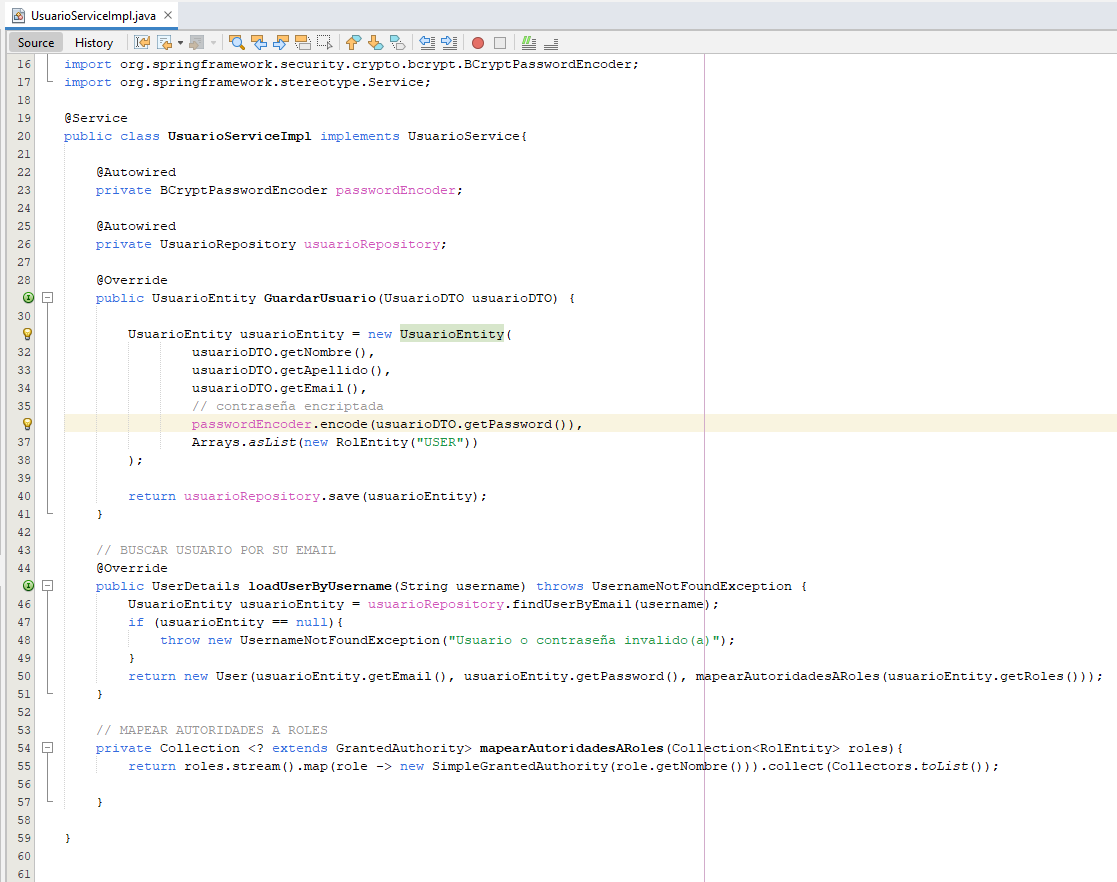 UsuarioServiceImpl.java
Source History
16 import org.springframework.security.crypto.bcrypt.BCryptPasswordEncoder;
17 import org.springframework.stereotype.Service;
18
19 @Service
20 public class UsuarioServiceImpl implements UsuarioService{
21
22 @Autowired
23 private BCryptPasswordEncoder passwordEncoder;
24
25 @Autowired
26 private UsuarioRepository usuarioRepository;
27
28 @Override
public UsuarioEntity GuardarUsuario(UsuarioDTO usuarioDTO) {
30
UsuarioEntity usuarioEntity = new UsuarioEntity(
32 usuarioDTO.getNombre(),
33 usuarioDTO.getApellido(),
34 usuarioDTO.getEmail(),
35 // contraseña encriptada
passwordEncoder.encode(usuarioDTO.getPassword()),
37 Arrays.asList(new RolEntity("USER"))
38 );
39
40 return usuarioRepository.save(usuarioEntity);
41 }
42
43 // BUSCAR USUARIO POR SU EMAIL
44 @Override
public UserDetails loadUserByUsername(String username) throws UsernameNotFoundException {
46 UsuarioEntity usuarioEntity = usuarioRepository.findUserByEmail(username);
47 if (usuarioEntity == null){
48 throw new UsernameNotFoundException("Usuario o contraseña invalido(a)");
49 }
50 return new User(usuarioEntity.getEmail(), usuarioEntity.getPassword(), mapearAutoridadesARoles(usuarioEntity.getRoles()));
51 }
52
53 // MAPEAR AUTORIDADES A ROLES
54 private Collection <? extends GrantedAuthority> mapearAutoridadesARoles(Collection<RolEntity> roles){
55 return roles.stream().map(role -> new SimpleGrantedAuthority(role.getNombre())).collect(Collectors.toList());
56
57 }
58
59 }
60
61